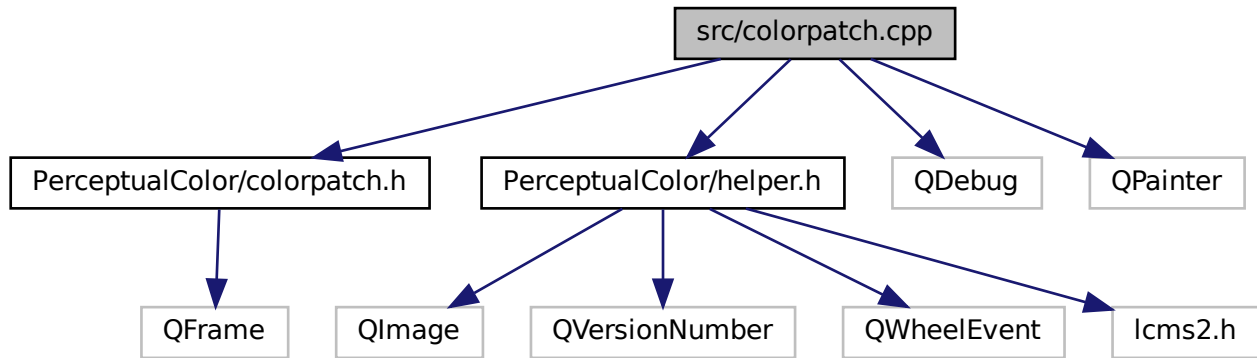 src/colorpatch.cpp
PerceptualColor/colorpatch.h
PerceptualColor/helper.h
QDebug
QPainter
QFrame
QImage
QVersionNumber
QWheelEvent
lcms2.h